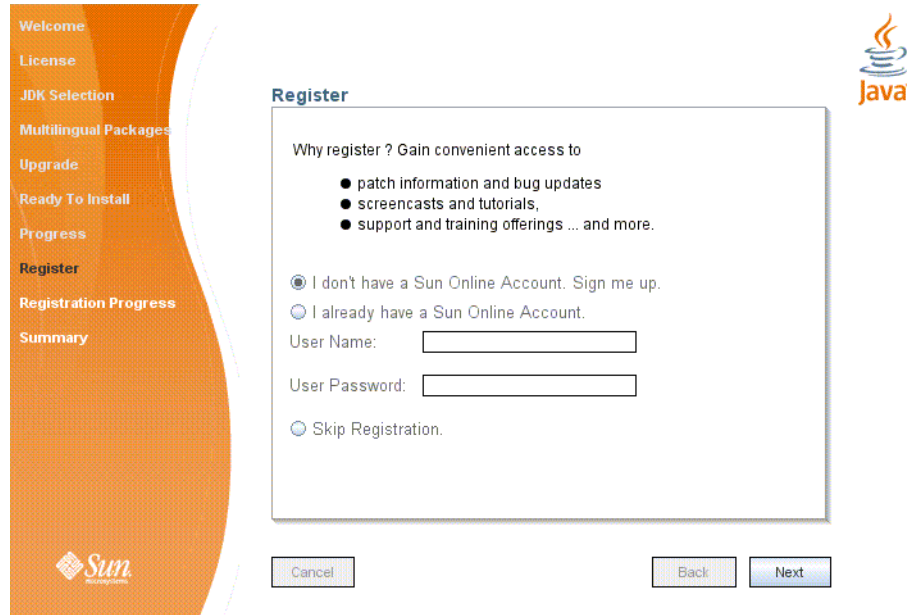 Welcome
License
JDK Selection
Multilingual Packages
Upgrade
Ready To Install
Progress
Register
Registration Progress
Summary
Sun
microsystems
Java
Register
Why register ? Gain convenient access to
● patch information and bug updates
● screencasts and tutorials,
● support and training offerings ... and more.
I don't have a Sun Online Account. Sign me up.
I already have a Sun Online Account.
User Name:
User Password:
Skip Registration.
Cancel
Back
Next